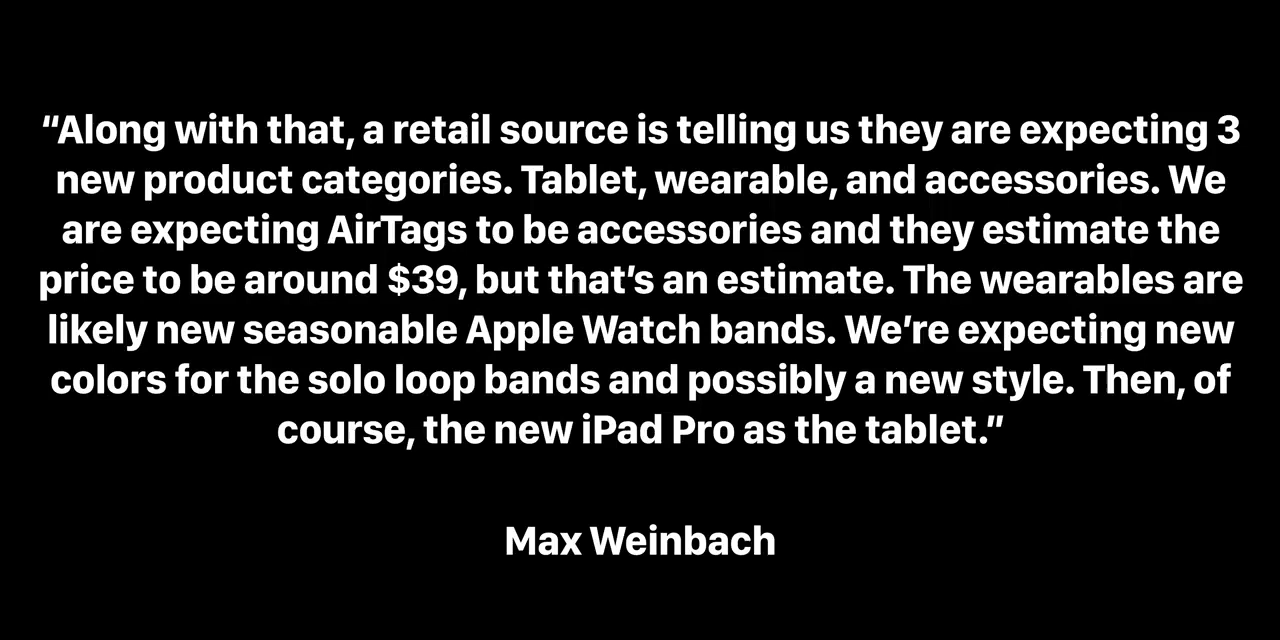 “Along with that, a retail source is telling us they are expecting 3
new product categories. Tablet, wearable, and accessories. We
are expecting AirTags to be accessories and they estimate the
price to be around $39, but that’s an estimate. The wearables are
likely new seasonable Apple Watch bands. We’re expecting new
colors for the solo loop bands and possibly a new style. Then, of
course, the new iPad Pro as the tablet.”
Max Weinbach